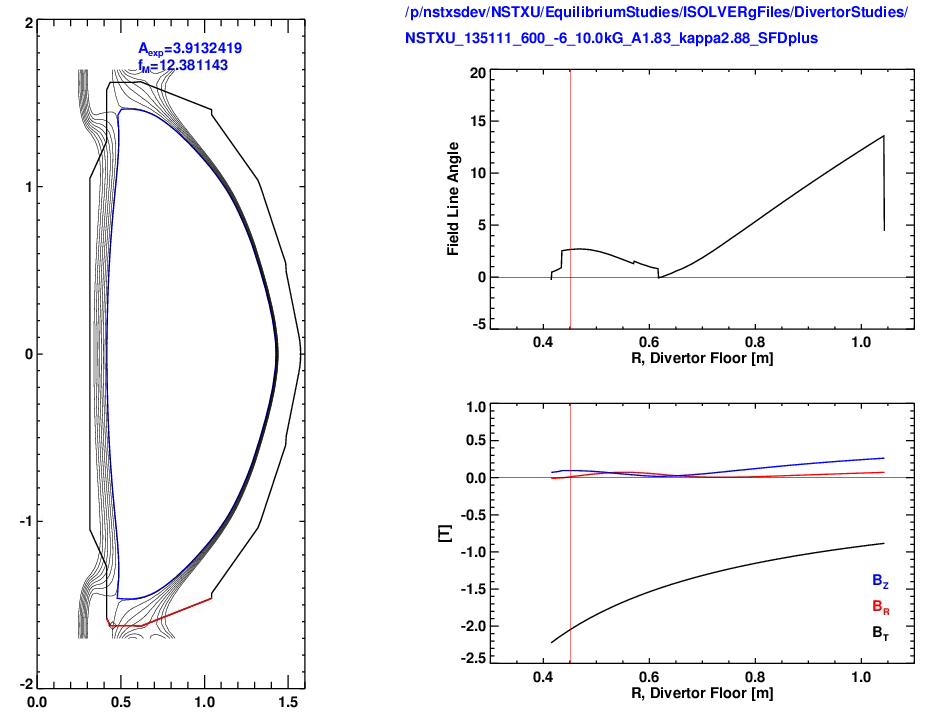 /p/nstxsdev/NSTXU/EquilibriumStudies/ISOLVERgFiles/DivertorStudies/
NSTXU_135111_600_-6_10.0kG_A1.83_kappa2.88_SFDplus
A_exp=3.9132419
f_M=12.381143
2
1
0
-1
-2
0.0 0.5 1.0 1.5
Field Line Angle
20
15
10
5
0
-5
0.4 0.6 0.8 1.0
R, Divertor Floor [m]
[T]
1.0
0.5
0.0
-0.5
-1.0
-1.5
-2.0
-2.5
B_Z
B_R
B_T
0.4 0.6 0.8 1.0
R, Divertor Floor [m]